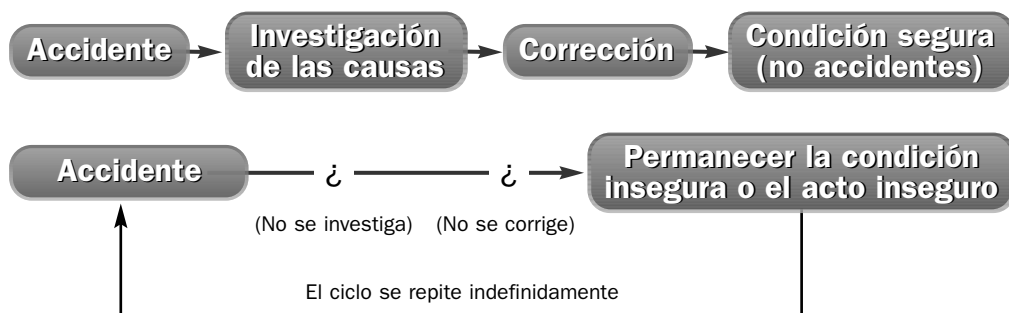 Accidente
Investigación
de las causas
Corrección
Condición segura
(no accidentes)
Accidente
¿
¿
Permanecer la condición
insegura o el acto inseguro
(No se investiga)
(No se corrige)
El ciclo se repite indefinidamente